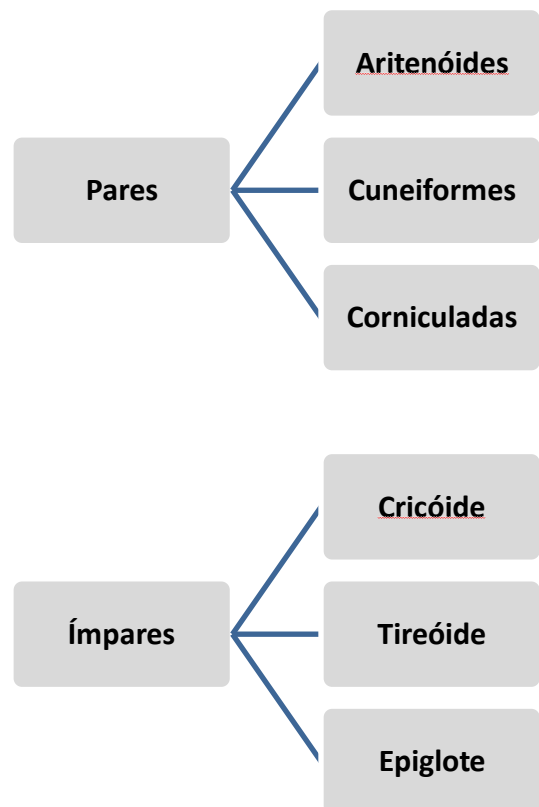 Pares
Aritenóides
Cuneiformes
Corniculadas
Ímpares
Cricóide
Tireóide
Epiglote